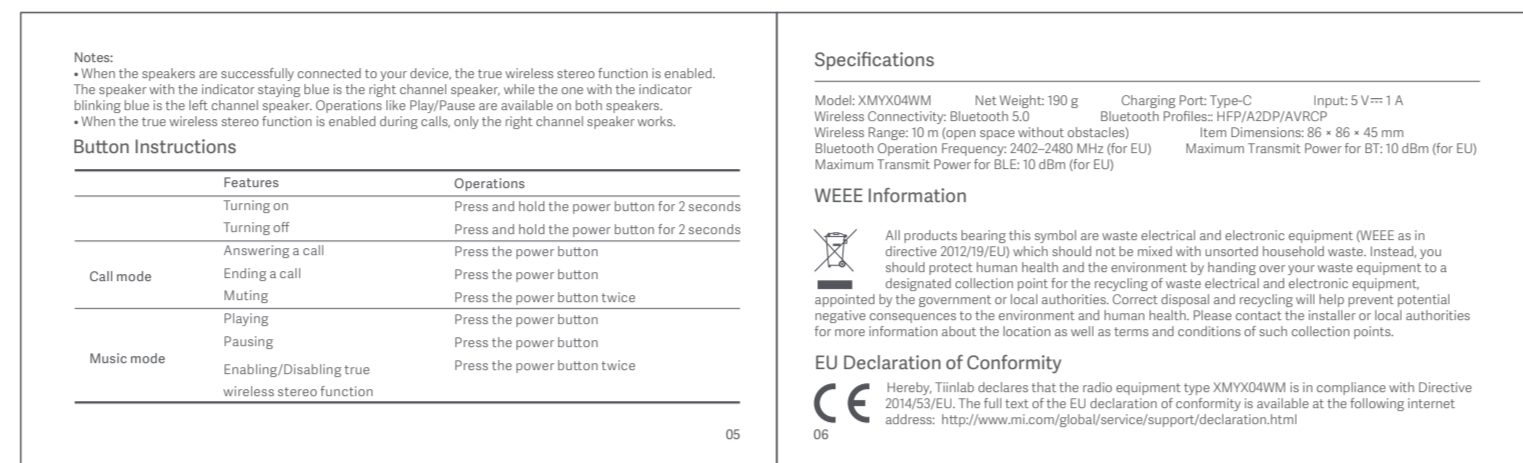 Notes:
• When the speakers are successfully connected to your device, the true wireless stereo function is enabled.
The speaker with the indicator staying blue is the right channel speaker, while the one with the indicator
blinking blue is the left channel speaker. Operations like Play/Pause are available on both speakers.
• When the true wireless stereo function is enabled during calls, only the right channel speaker works.
Button Instructions
Features Operations
Turning on Press and hold the power button for 2 seconds
Turning off Press and hold the power button for 2 seconds
Answering a call Press the power button
Call mode Ending a call Press the power button
Muting Press the power button twice
Playing Press the power button
Pausing Press the power button
Music mode
Enabling/Disabling true Press the power button twice
wireless stereo function
05
Specifications
Model: XMYX04WM Net Weight: 190 g Charging Port: Type-C Input: 5 V⎓ 1 A
Wireless Connectivity: Bluetooth 5.0 Bluetooth Profiles:: HFP/A2DP/AVRCP
Wireless Range: 10 m (open space without obstacles) Item Dimensions: 86 × 86 × 45 mm
Bluetooth Operation Frequency: 2402–2480 MHz (for EU) Maximum Transmit Power for BT: 10 dBm (for EU)
Maximum Transmit Power for BLE: 10 dBm (for EU)
WEEE Information
All products bearing this symbol are waste electrical and electronic equipment (WEEE as in
directive 2012/19/EU) which should not be mixed with unsorted household waste. Instead, you
should protect human health and the environment by handing over your waste equipment to a
designated collection point for the recycling of waste electrical and electronic equipment,
appointed by the government or local authorities. Correct disposal and recycling will help prevent potential
negative consequences to the environment and human health. Please contact the installer or local authorities
for more information about the location as well as terms and conditions of such collection points.
EU Declaration of Conformity
CE
Hereby, Tiinlab declares that the radio equipment type XMYX04WM is in compliance with Directive
2014/53/EU. The full text of the EU declaration of conformity is available at the following internet
address: http://www.mi.com/global/service/support/declaration.html
06